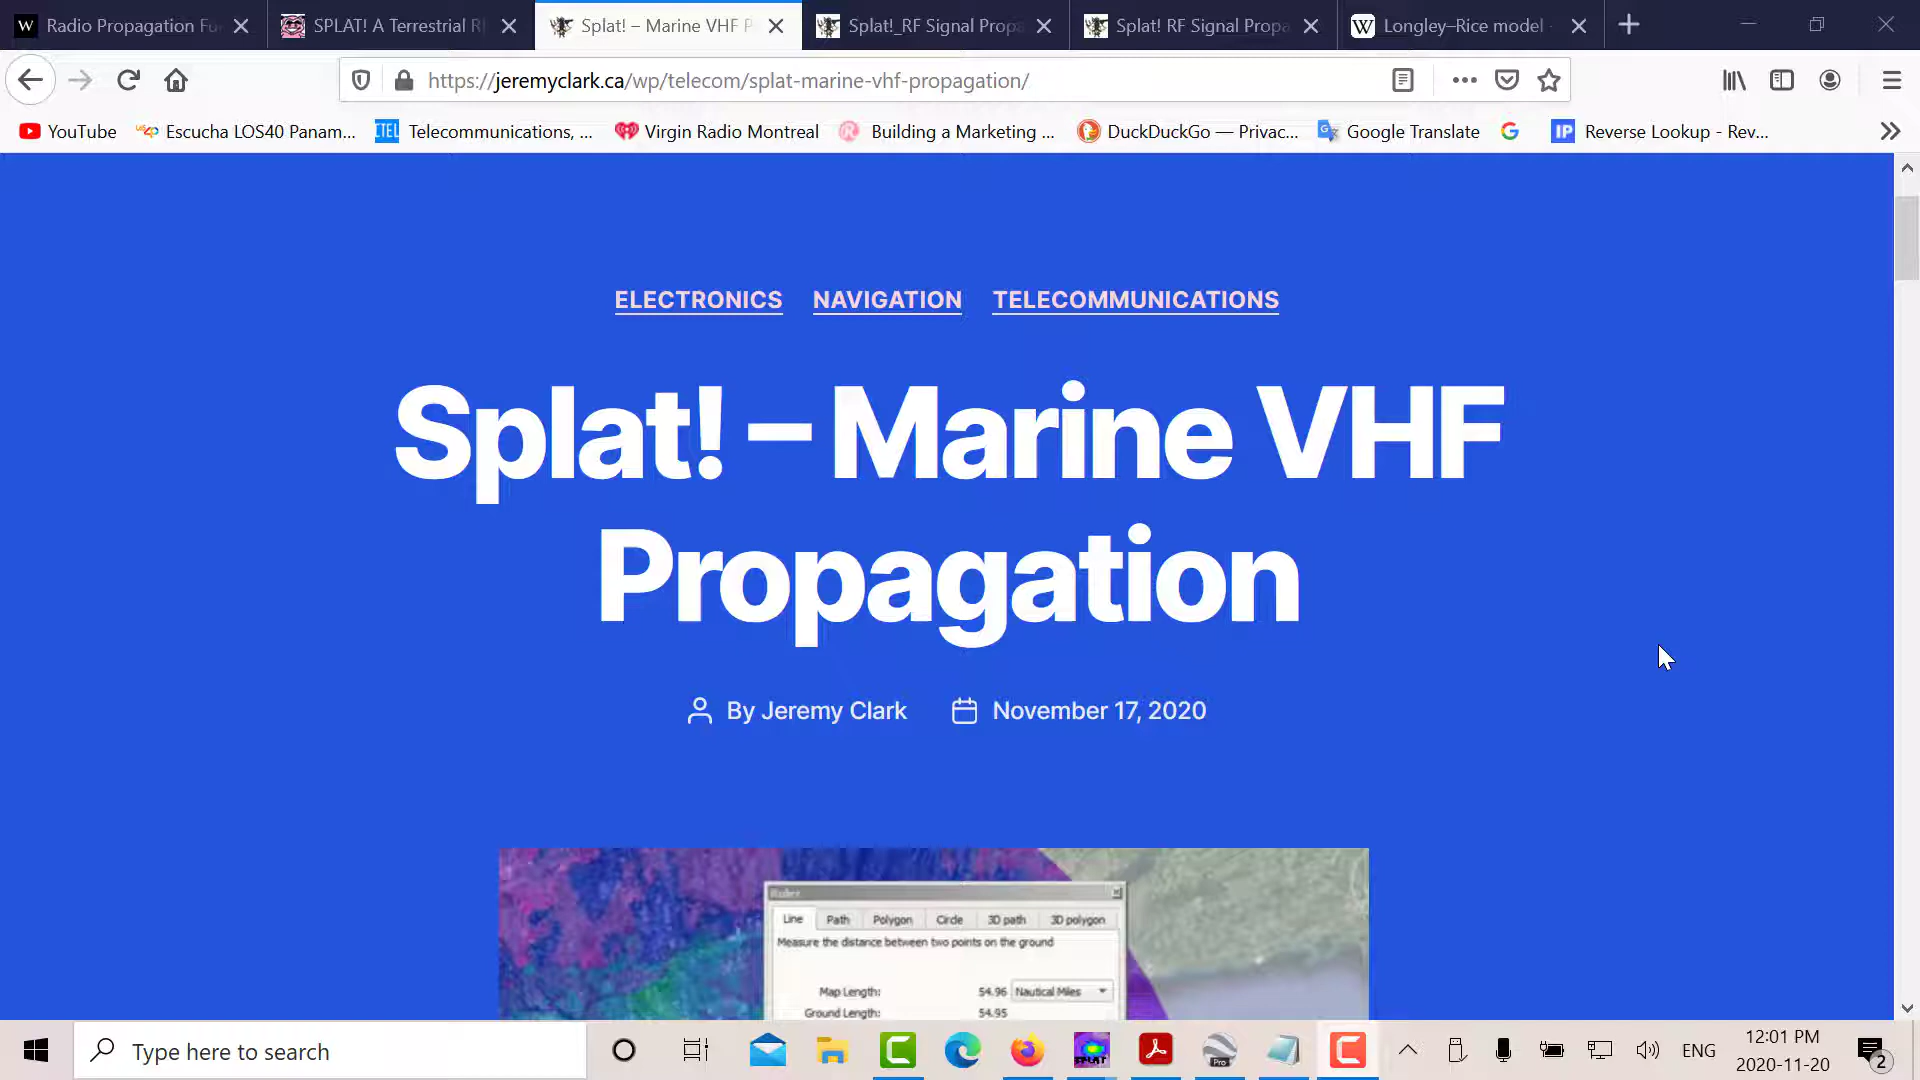 Radio Propagation Fu
SPLAT! A Terrestrial R
Splat! – Marine VHF P
Splat!_RF Signal Propa
Splat! RF Signal Propa
Longley–Rice model -
https://jeremyclark.ca/wp/telecom/splat-marine-vhf-propagation/
YouTube
Escucha LOS40 Panam...
Telecommunications, ...
Virgin Radio Montreal
Building a Marketing ...
DuckDuckGo — Privac...
Google Translate
IP Reverse Lookup - Rev...
ELECTRONICS NAVIGATION TELECOMMUNICATIONS
Splat! – Marine VHF
Propagation
By Jeremy Clark November 17, 2020
Ruler
Line Path Polygon Circle 3D path 3D polygon
Measure the distance between two points on the ground
Map Length: 54.96 Nautical Miles
Ground Length: 54.95
Type here to search
SPLAT
Pro
ENG
12:01 PM
2020-11-20
2